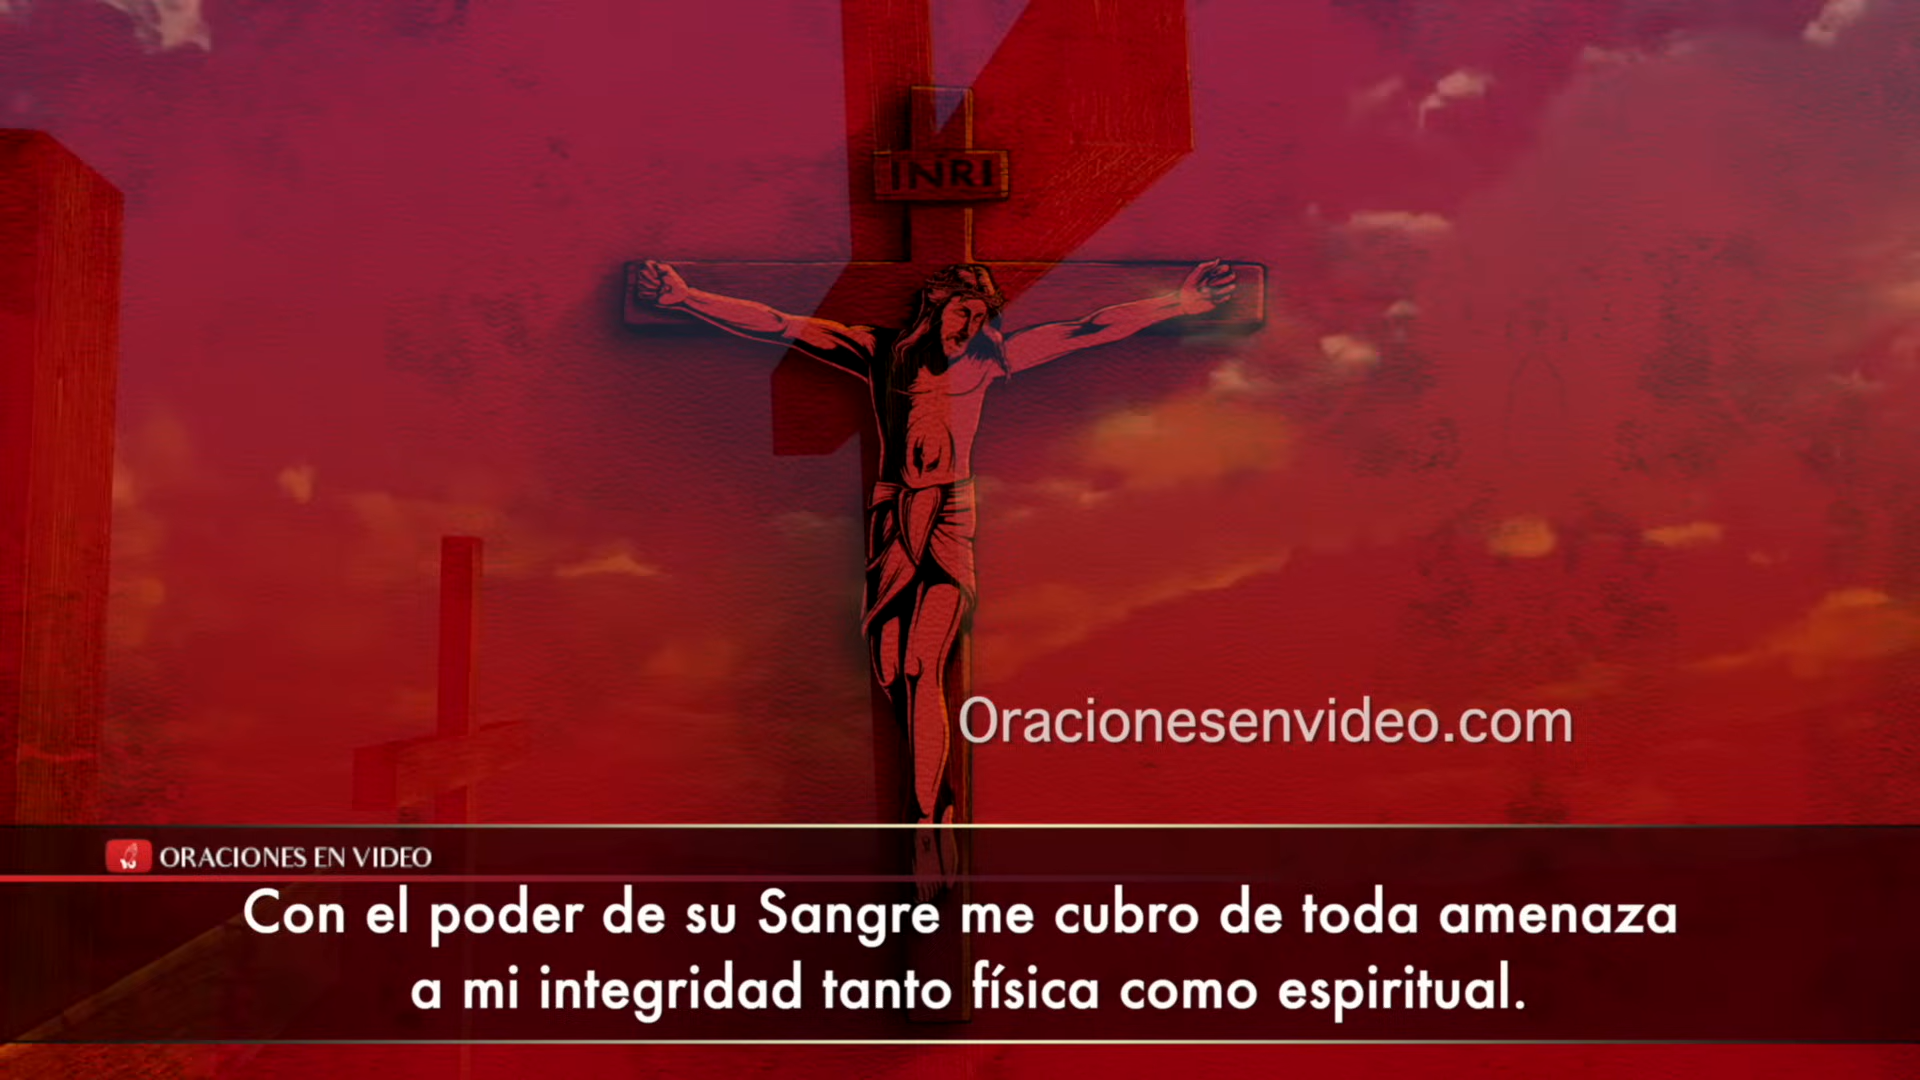 INRI
Oracionesenvideo.com
ORACIONES EN VIDEO
Con el poder de su Sangre me cubro de toda amenaza
a mi integridad tanto física como espiritual.